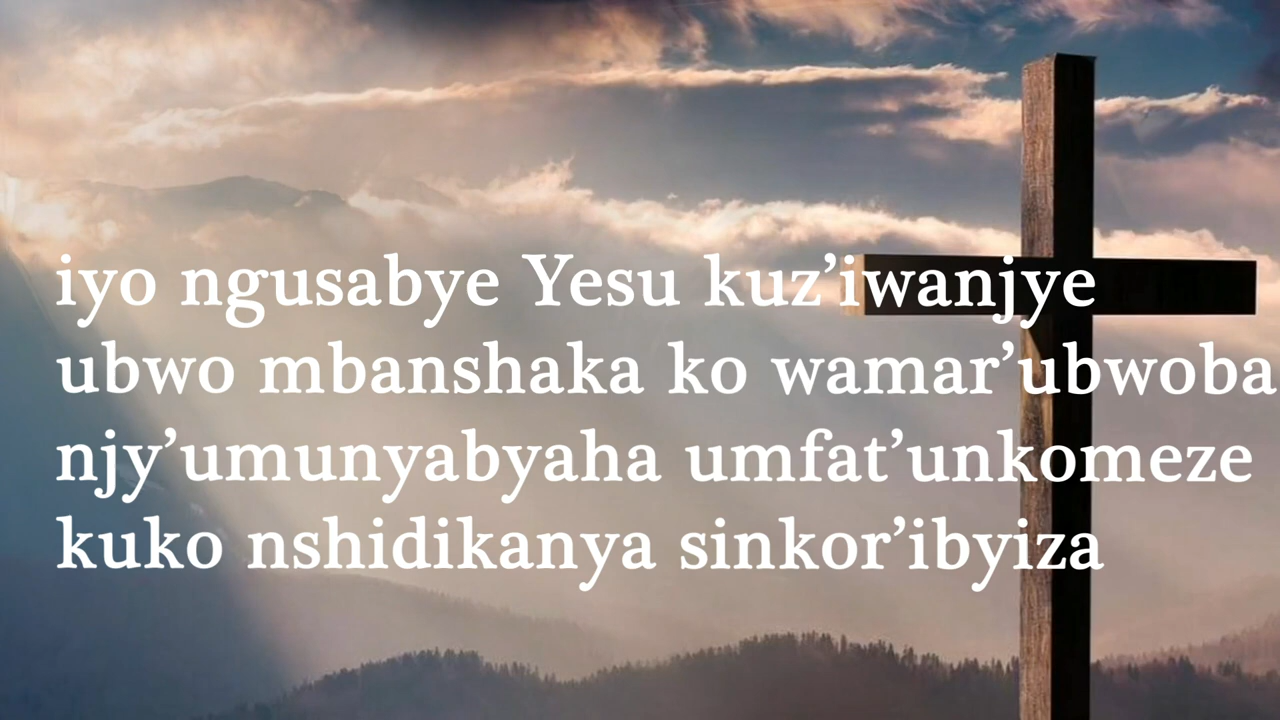 iyo ngusabye Yesu kuz’iwanjye
ubwo mbanshaka ko wamar’ubwoba
njy’umunyabyaha umfat’unkomeze
kuko nshidikanya sinkor’ibyiza